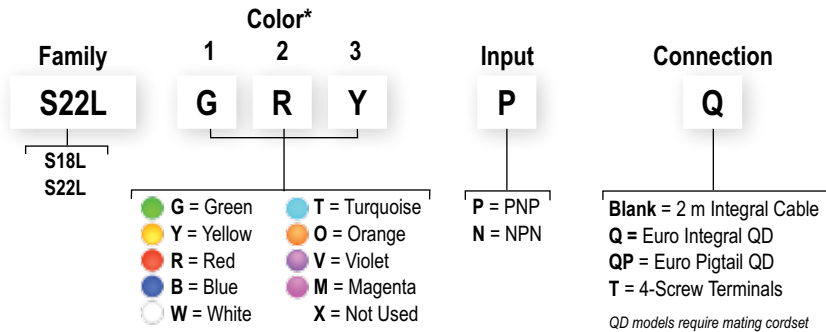 Color*
Family 1 2 3 Input Connection
S22L G R Y P Q
S18L
S22L
G = Green
Y = Yellow
R = Red
B = Blue
W = White
T = Turquoise
O = Orange
V = Violet
M = Magenta
X = Not Used
P = PNP
N = NPN
Blank = 2 m Integral Cable
Q = Euro Integral QD
QP = Euro Pigtail QD
T = 4-Screw Terminals
QD models require mating cordset